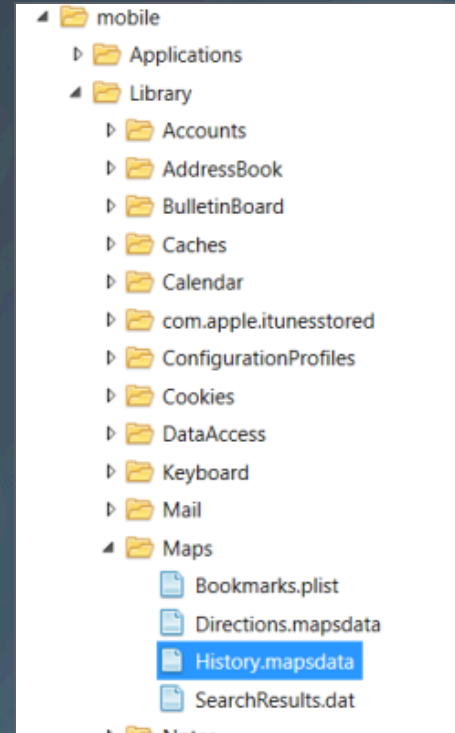 mobile
Applications
Library
Accounts
AddressBook
BulletinBoard
Caches
Calendar
com.apple.itunesstored
ConfigurationProfiles
Cookies
DataAccess
Keyboard
Mail
Maps
Bookmarks.plist
Directions.mapsdata
History.mapsdata
SearchResults.dat